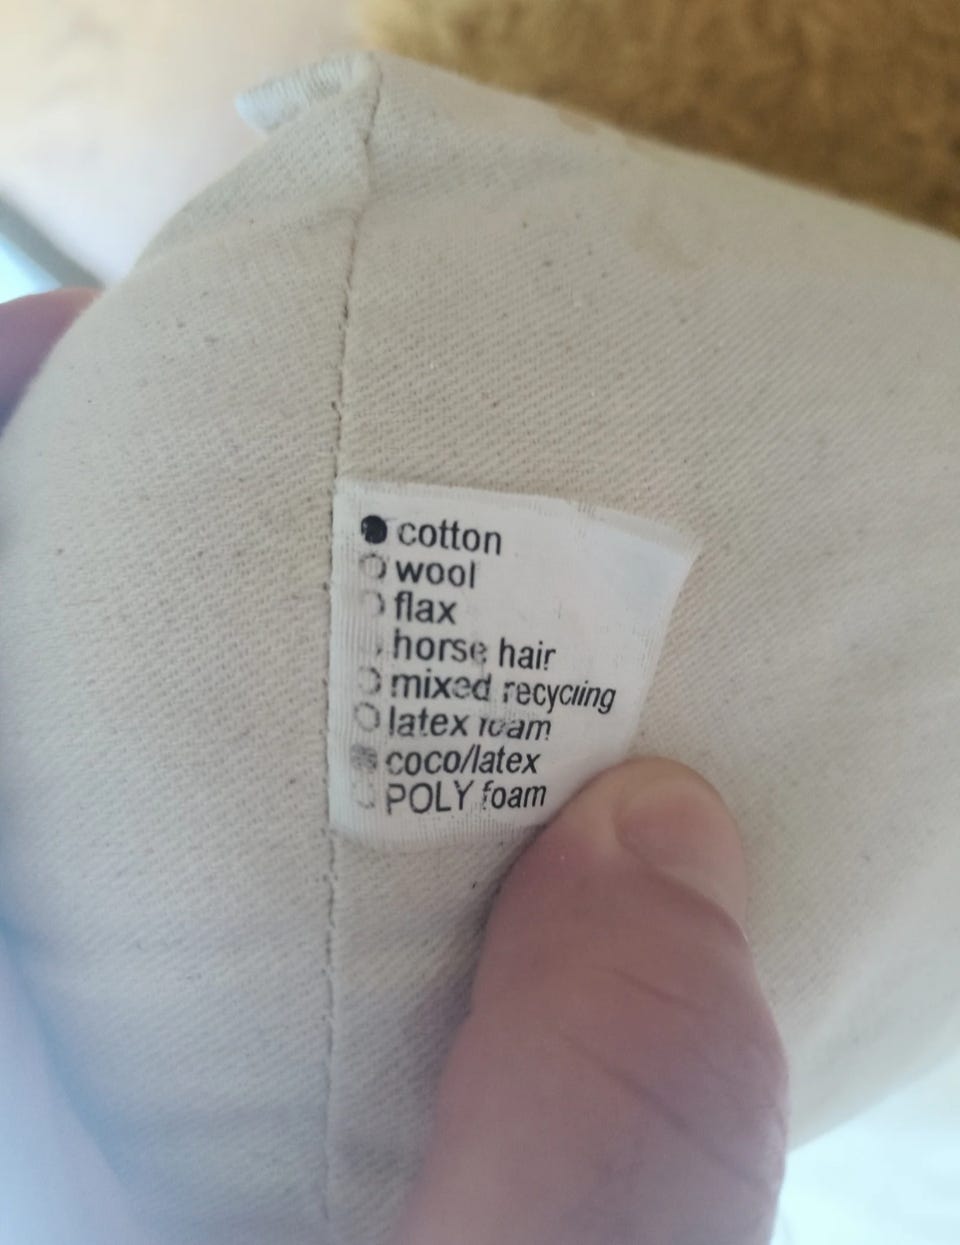 cotton
wool
flax
horse hair
mixed recycling
latex foam
coco/latex
POLY foam